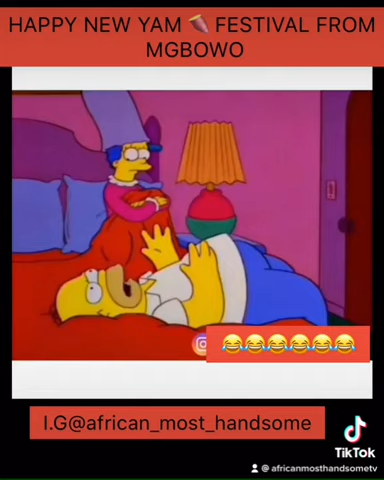 HAPPY NEW YAM 🍠 FESTIVAL FROM
MGBOWO
😂😂😂😂😂😂
I.G@african_most_handsome
TikTok
@africanmosthandsometv